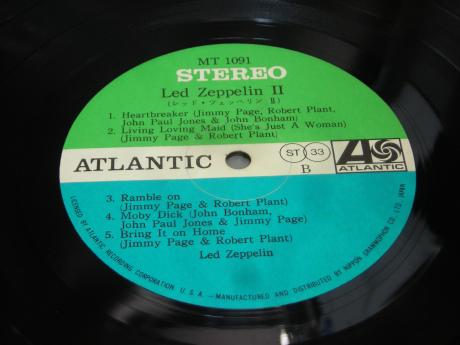 MT 1091
STEREO
Led Zeppelin II
(レッド・ツェッペリン Ⅱ)
1. Heartbreaker (Jimmy Page, Robert Plant,
John Paul Jones & John Bonham)
2. Living Loving Maid (She's Just A Woman)
(Jimmy Page & Robert Plant)
ATLANTIC
ST 33
B
ATLANTIC
3. Ramble on
(Jimmy Page & Robert Plant)
4. Moby Dick (John Bonham,
John Paul Jones & Jimmy Page)
5. Bring It on Home
(Jimmy Page & Robert Plant)
Led Zeppelin
LICENSED BY ATLANTIC RECORDING CORPORATION, U.S.A.-MANUFACTURED AND DISTRIBUTED BY NIPPON GRAMMOPHON CO., LTD., JAPAN